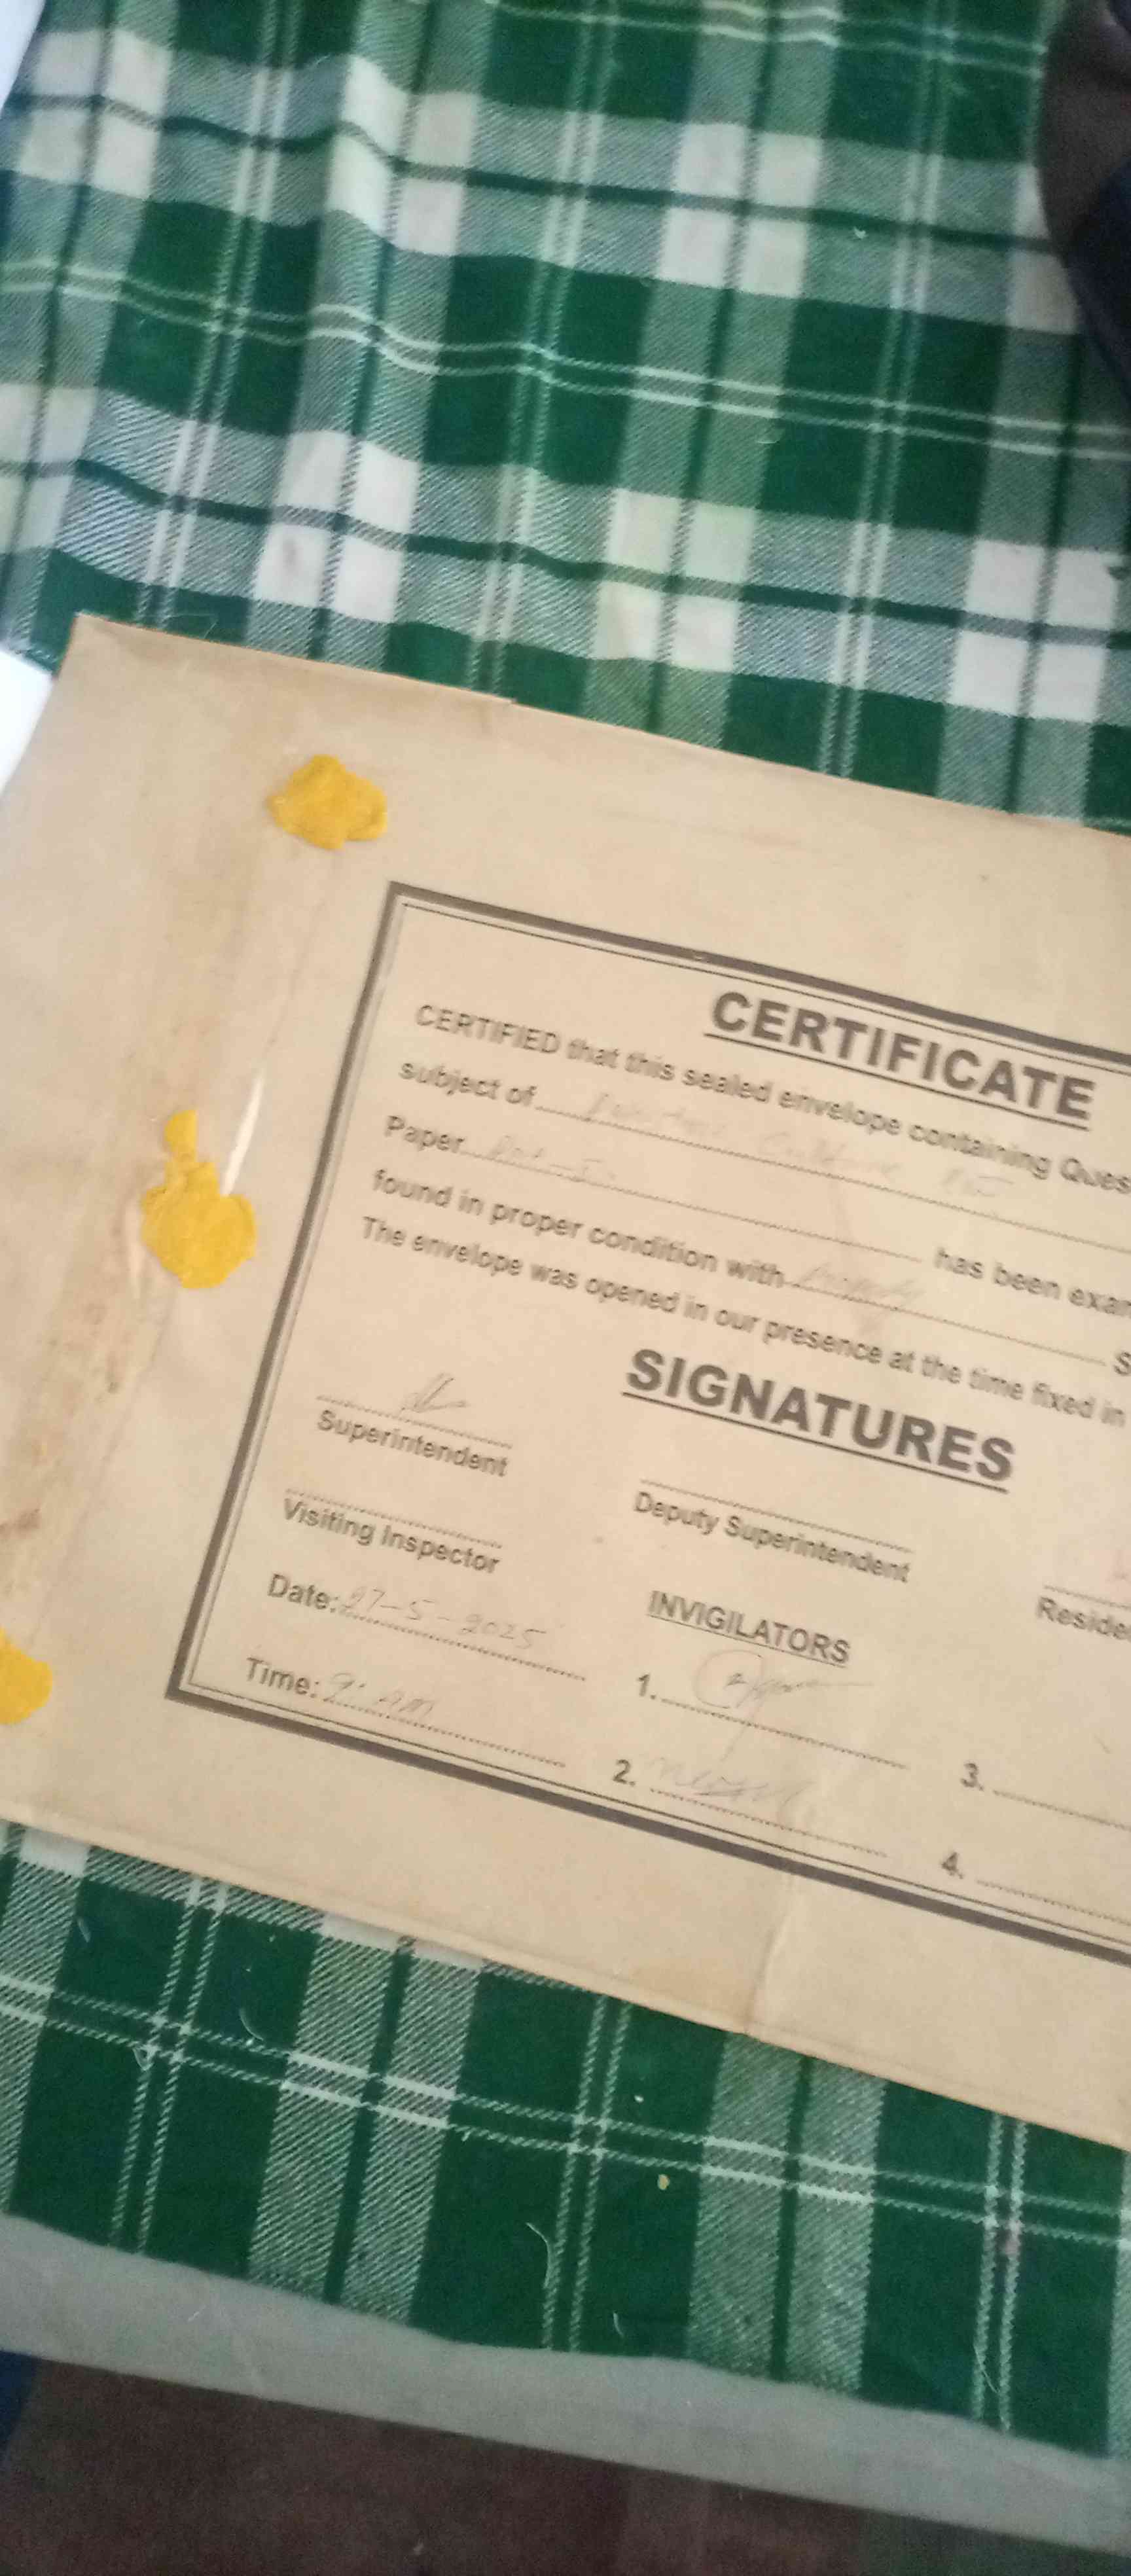 CERTIFICATE
CERTIFIED that this sealed envelope containing Ques
subject of
Paper has been exam
found in proper condition with S
The envelope was opened in our presence at the time fixed in
SIGNATURES
Superintendent
Deputy Superintendent
Reside
Visiting Inspector
INVIGILATORS
Date: 27-5-2025
1.
3.
Time: 9: AM
2.
4.